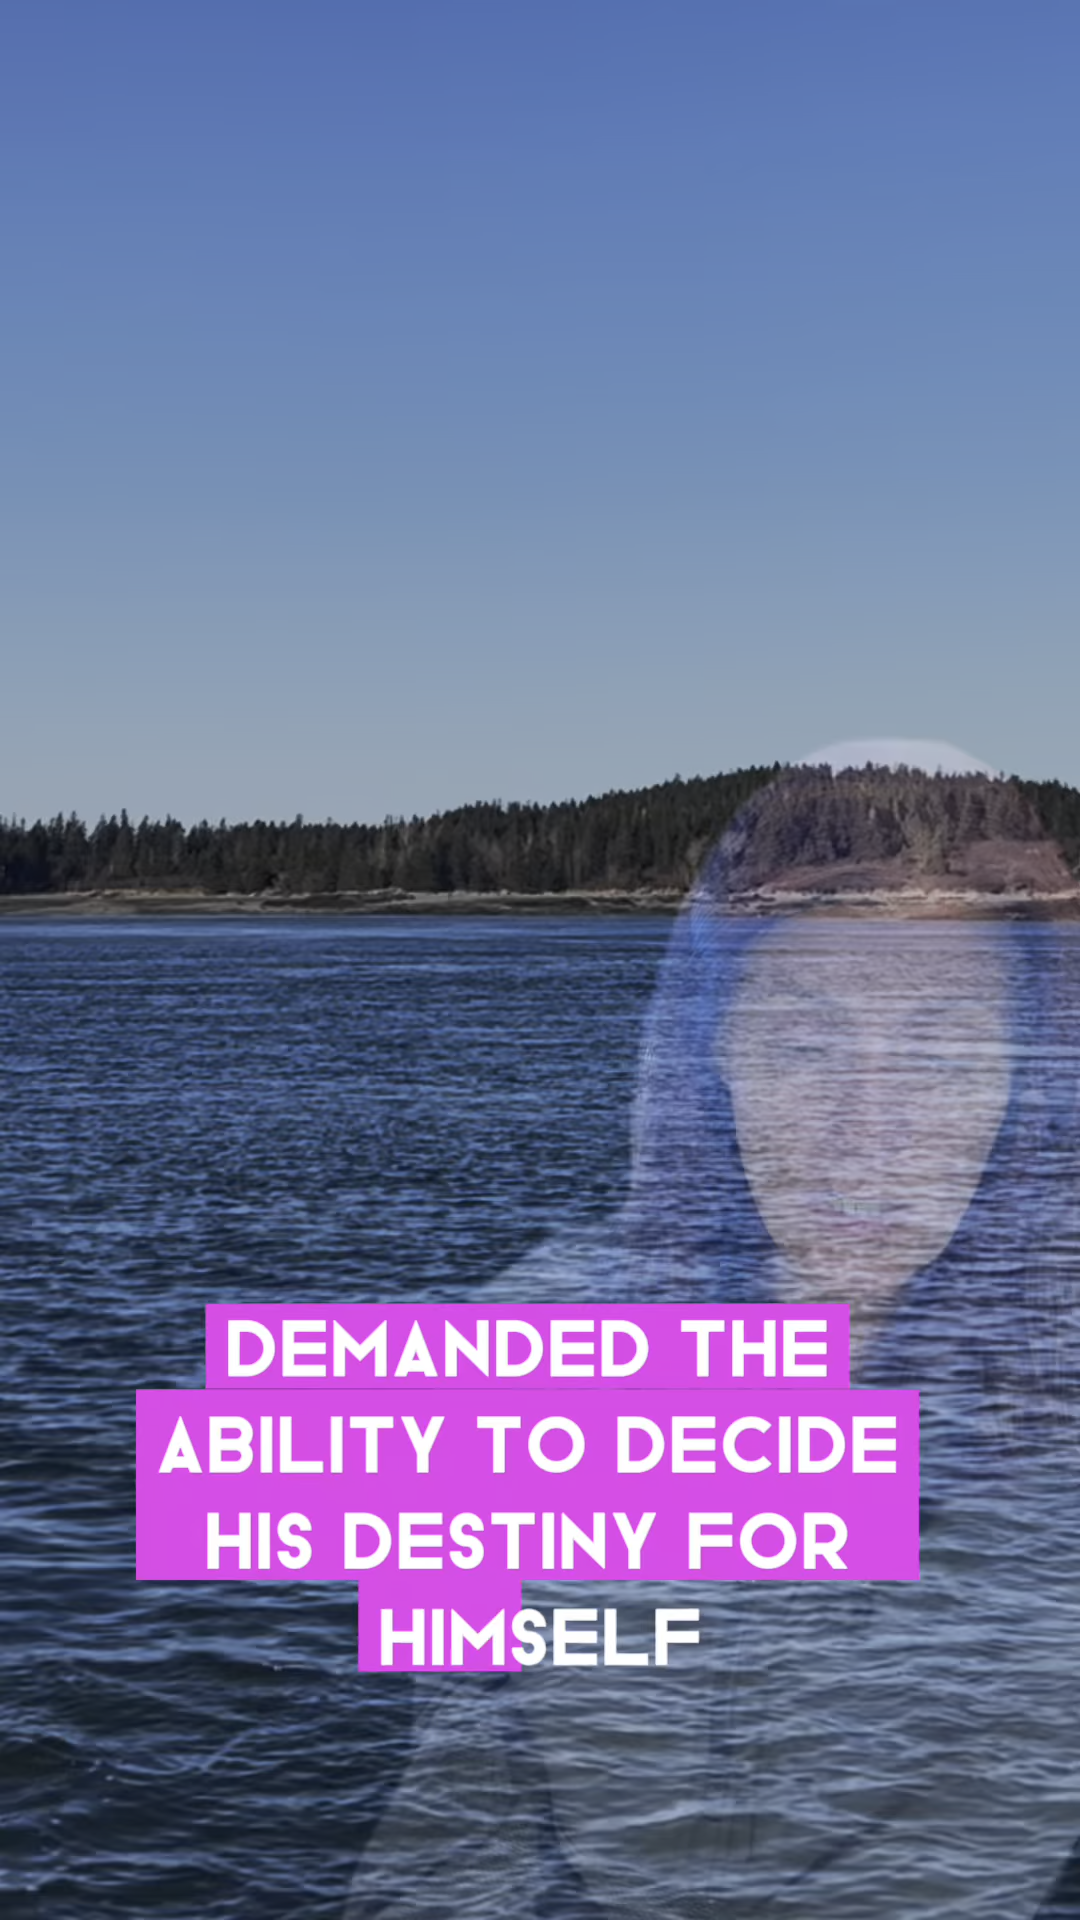 DEMANDED THE
ABILITY TO DECIDE
HIS DESTINY FOR
HIMSELF